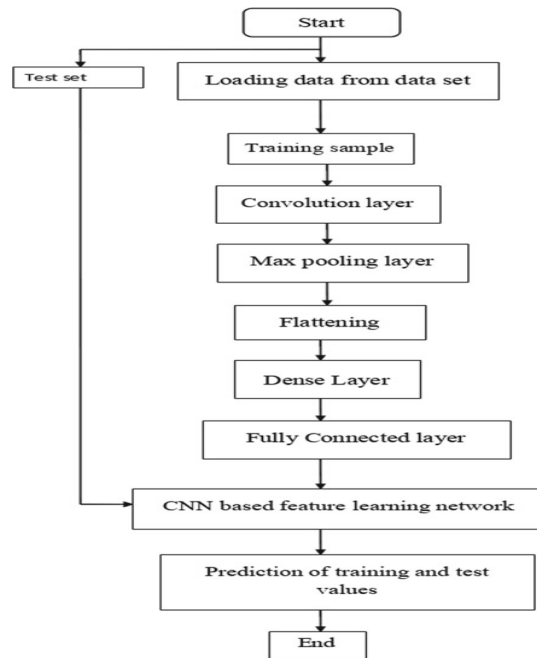 Start
Test set
Loading data from data set
Training sample
Convolution layer
Max pooling layer
Flattening
Dense Layer
Fully Connected layer
CNN based feature learning network
Prediction of training and test
values
End